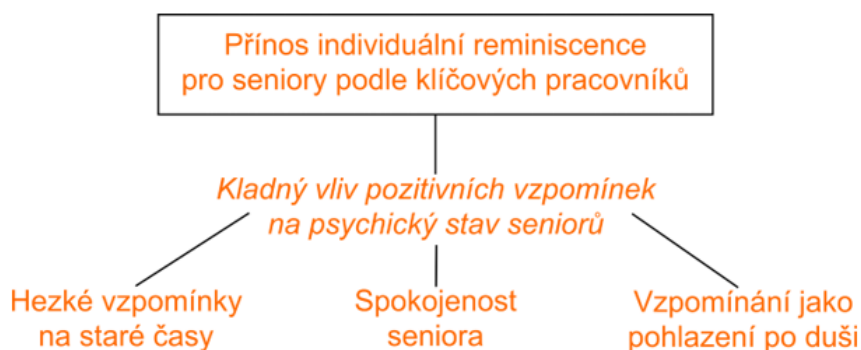 Přínos individuální reminiscence
pro seniory podle klíčových pracovníků
Kladný vliv pozitivních vzpomínek
na psychický stav seniorů
Hezké vzpomínky
na staré časy
Spokojenost
seniora
Vzpomínání jako
pohlazení po duši